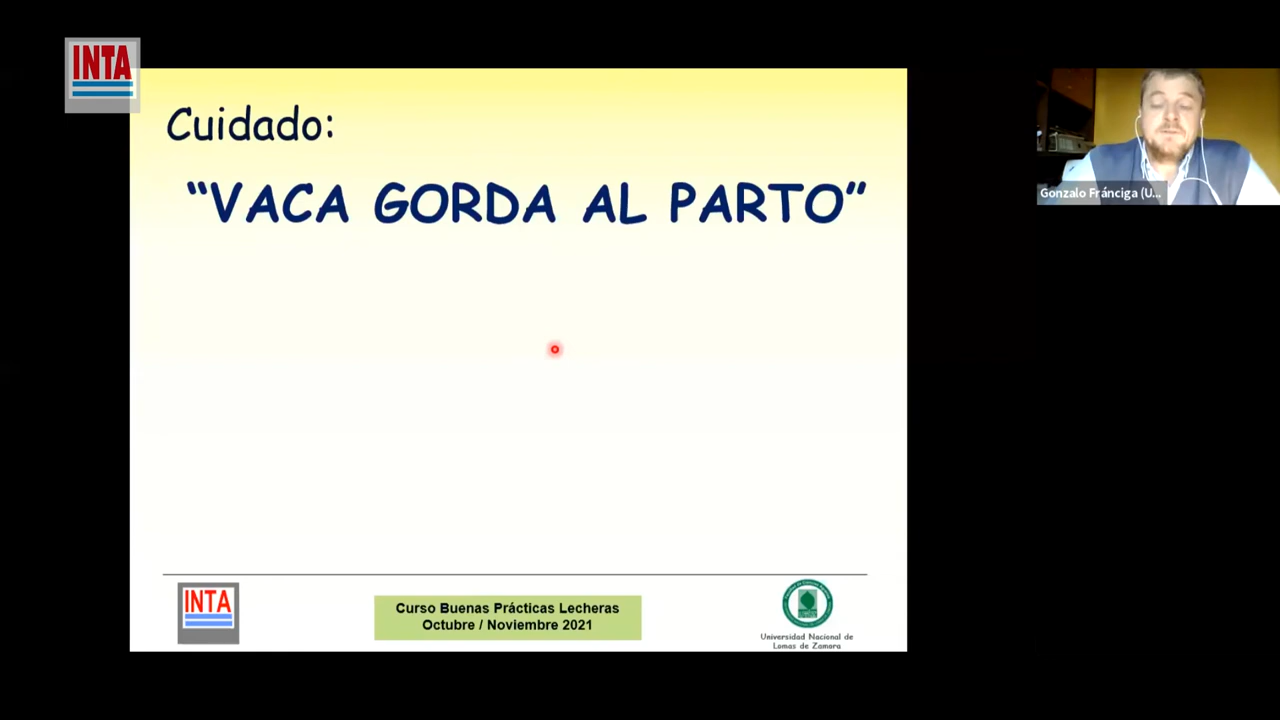 INTA
Cuidado:
“VACA GORDA AL PARTO”
Gonzalo Fránciga (U...
INTA
Curso Buenas Prácticas Lecheras
Octubre / Noviembre 2021
Universidad Nacional de
Lomas de Zamora